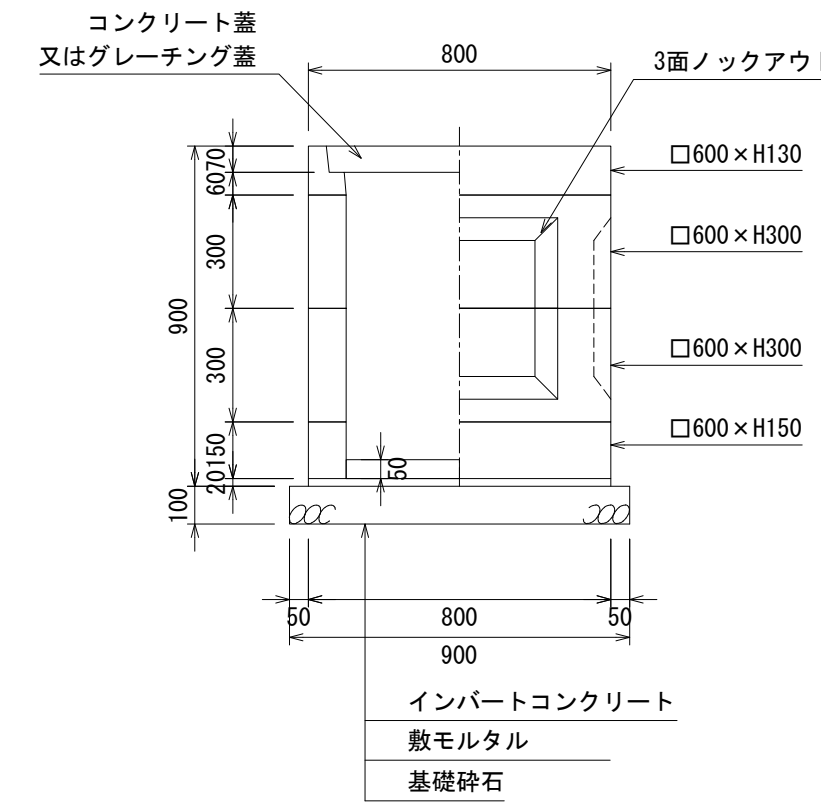 コンクリート蓋
又はグレーチング蓋
800
3面ノックアウト
70
60
□600×H130
300
□600×H300
900
300
□600×H300
150
□600×H150
50
20
100
50
800
50
900
インバートコンクリート
敷モルタル
基礎砕石